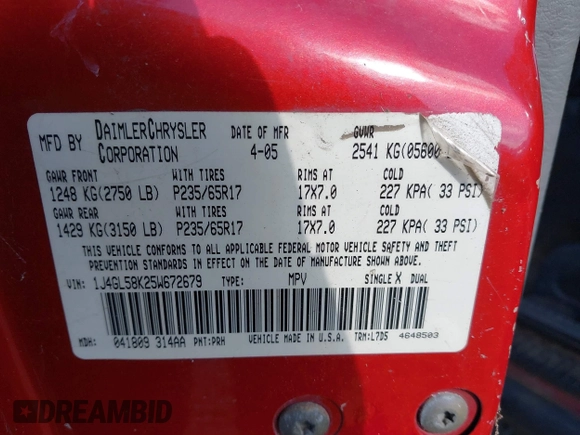 MFD BY DAIMLERCHRYSLER CORPORATION DATE OF MFR 4-05 GVWR 2541 KG(05600
GAWR FRONT WITH TIRES RIMS AT COLD
1248 KG(2750 LB) P235/65R17 17X7.0 227 KPA( 33 PSI)
GAWR REAR WITH TIRES RIMS AT COLD
1429 KG(3150 LB) P235/65R17 17X7.0 227 KPA( 33 PSI)
THIS VEHICLE CONFORMS TO ALL APPLICABLE FEDERAL MOTOR VEHICLE SAFETY AND THEFT
PREVENTION STANDARDS IN EFFECT ON THE DATE OF MANUFACTURE SHOWN ABOVE.
VIN: 1J4GL58K25W672679 TYPE: MPV SINGLE X DUAL
MDH: 041809 314AA PNT:PRH VEHICLE MADE IN U.S.A. TRM:L7D5 4648503
DREAMBID